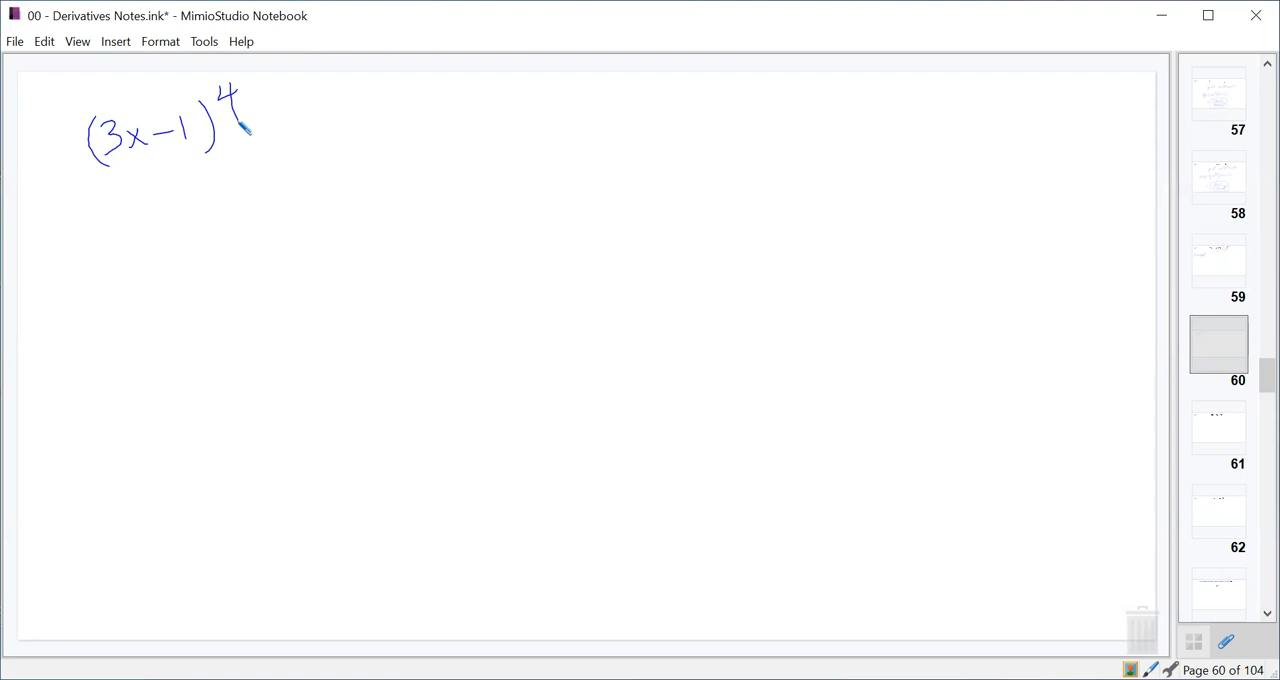 00 - Derivatives Notes.ink* - MimioStudio Notebook
File Edit View Insert Format Tools Help
(3x-1)^4
57
58
59
60
61
62
Page 60 of 104